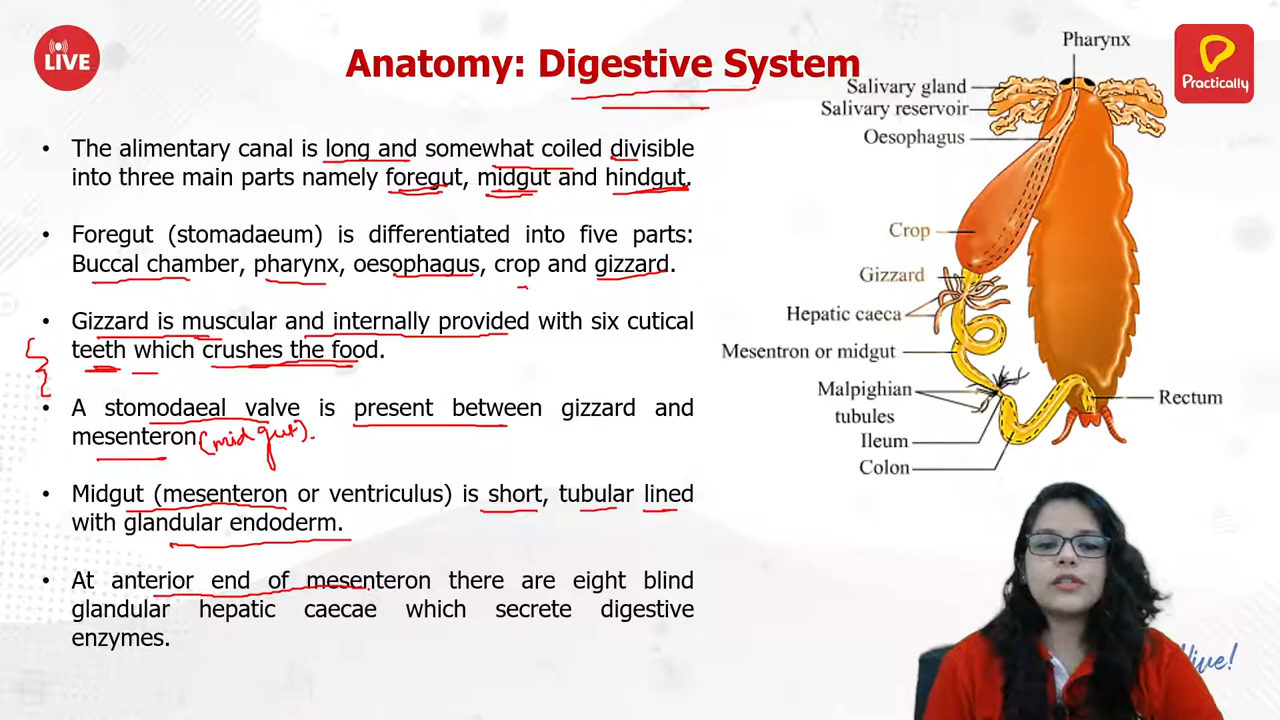 LIVE
Anatomy: Digestive System
Practically
• The alimentary canal is long and somewhat coiled divisible
into three main parts namely foregut, midgut and hindgut.
• Foregut (stomadaeum) is differentiated into five parts:
Buccal chamber, pharynx, oesophagus, crop and gizzard.
• Gizzard is muscular and internally provided with six cutical
teeth which crushes the food.
• A stomodaeal valve is present between gizzard and
mesenteron (mid gut).
• Midgut (mesenteron or ventriculus) is short, tubular lined
with glandular endoderm.
• At anterior end of mesenteron there are eight blind
glandular hepatic caecae which secrete digestive
enzymes.
Pharynx
Salivary gland
Salivary reservoir
Oesophagus
Crop
Gizzard
Hepatic caeca
Mesentron or midgut
Malpighian
tubules
Ileum
Colon
Rectum